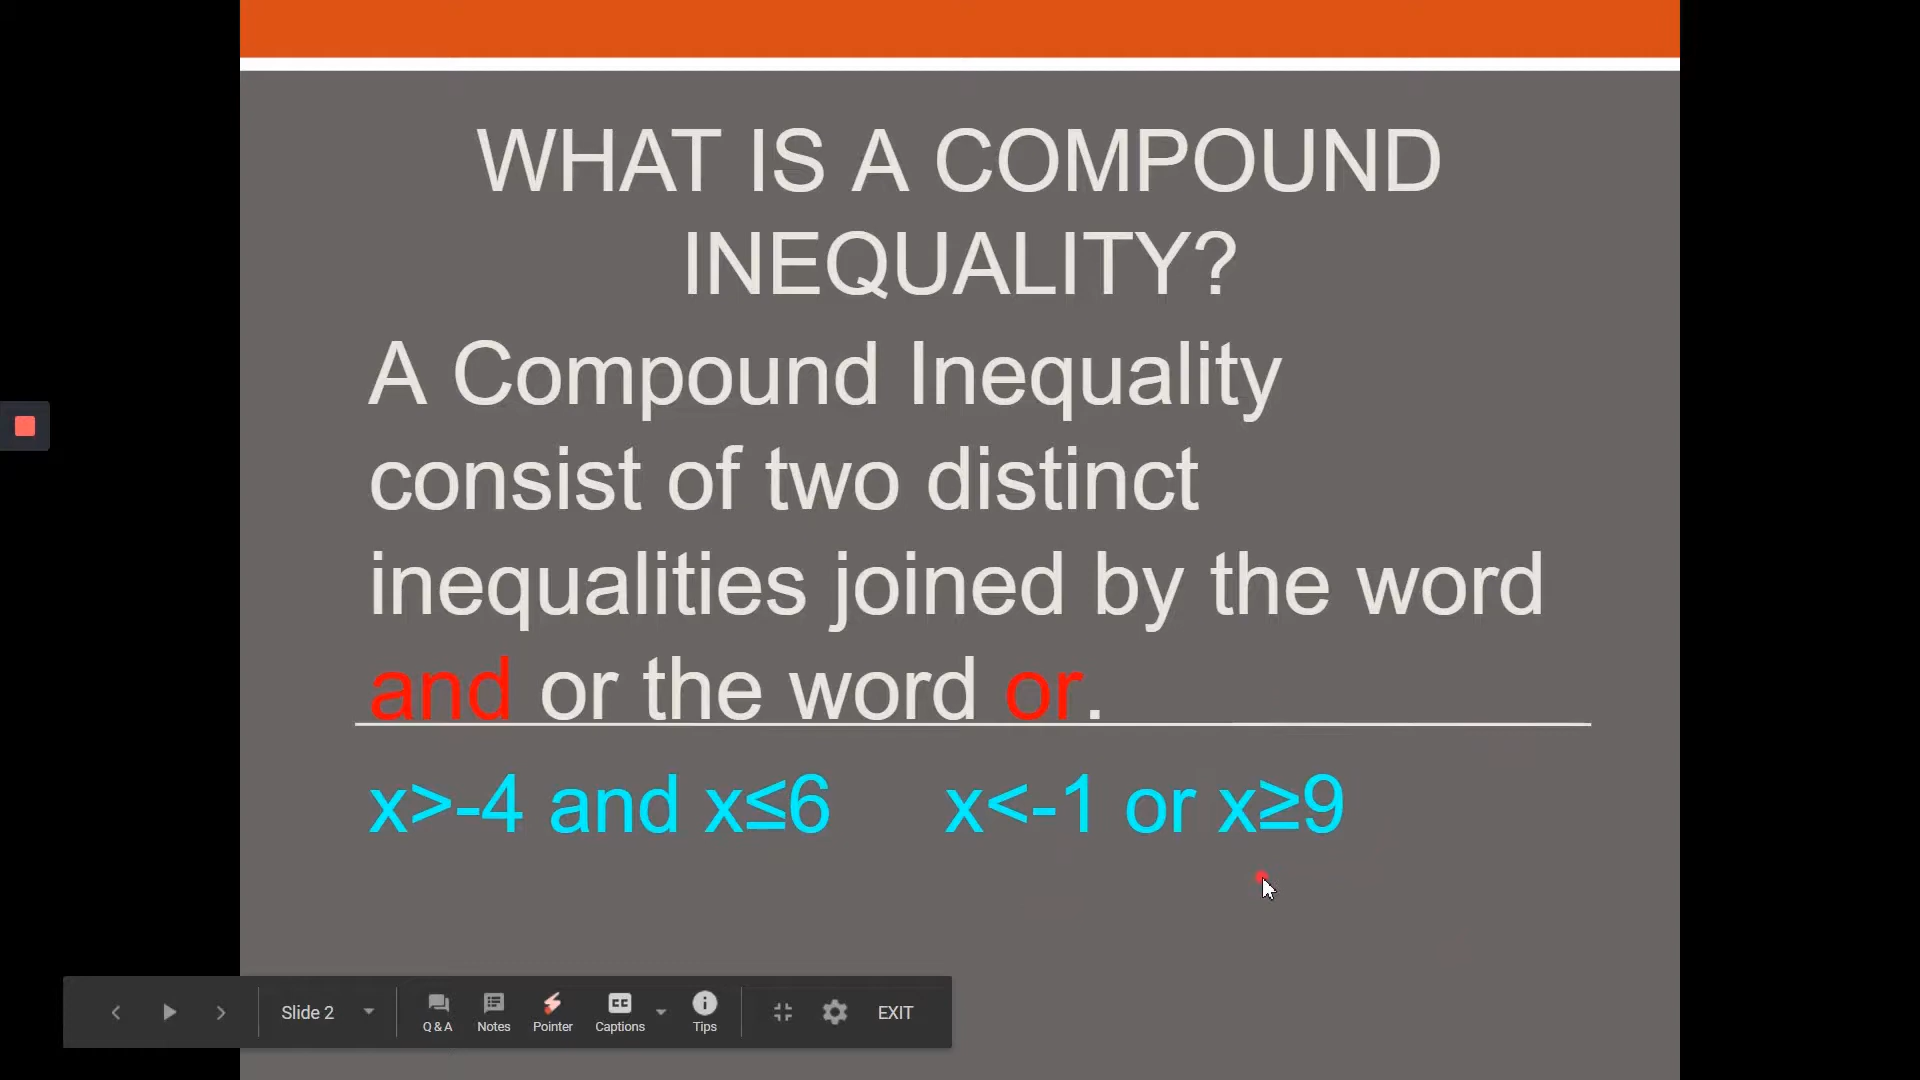 WHAT IS A COMPOUND
INEQUALITY?
A Compound Inequality
consist of two distinct
inequalities joined by the word
and or the word or.
x>-4 and x≤6 x<-1 or x≥9
Slide 2
Q&A
Notes
Pointer
CC
Captions
Tips
EXIT